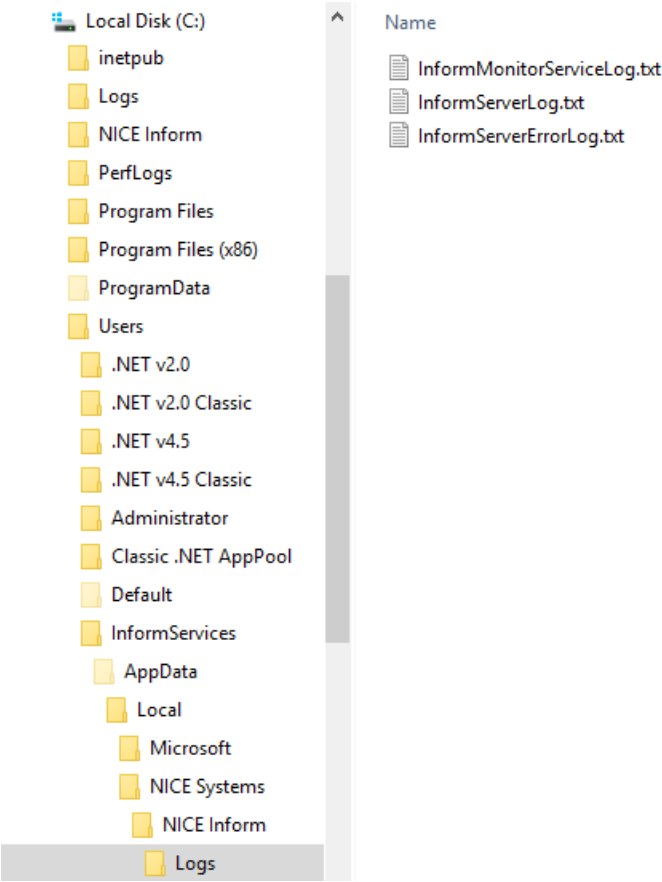 Local Disk (C:)
inetpub
Logs
NICE Inform
PerfLogs
Program Files
Program Files (x86)
ProgramData
Users
.NET v2.0
.NET v2.0 Classic
.NET v4.5
.NET v4.5 Classic
Administrator
Classic .NET AppPool
Default
InformServices
AppData
Local
Microsoft
NICE Systems
NICE Inform
Logs
Name
InformMonitorServiceLog.txt
InformServerLog.txt
InformServerErrorLog.txt